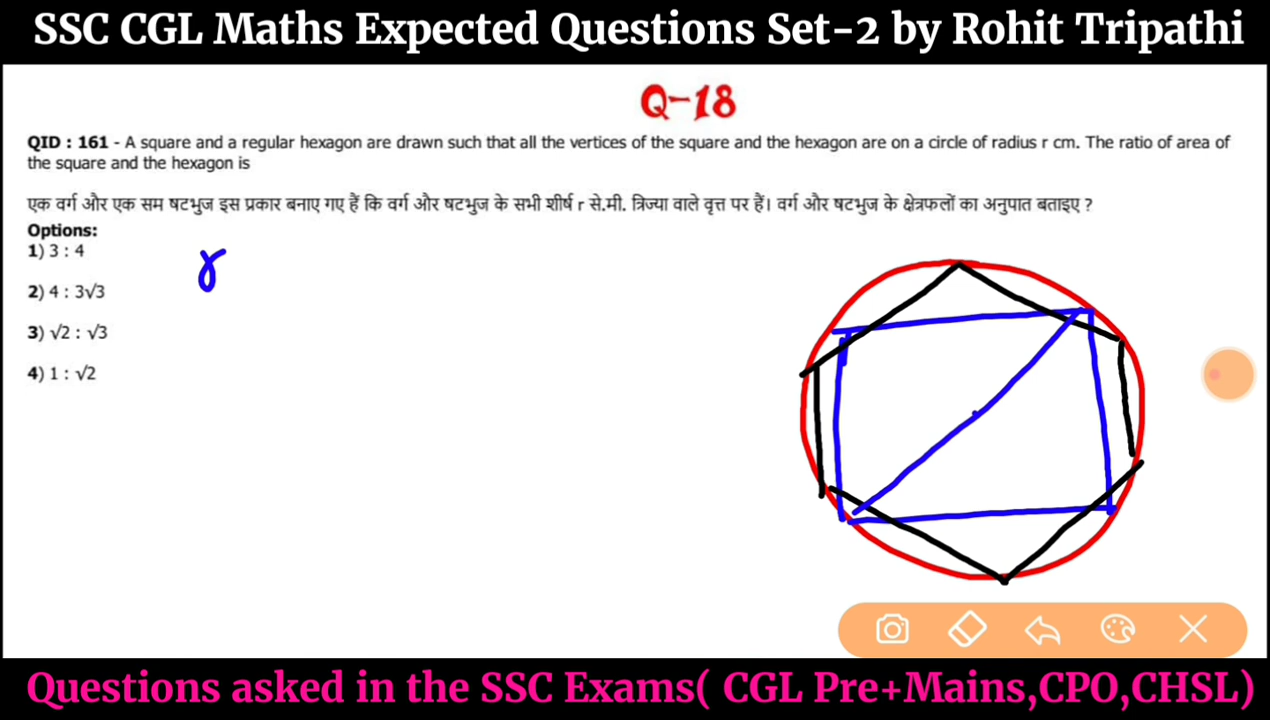 SSC CGL Maths Expected Questions Set-2 by Rohit Tripathi
Q-18
QID : 161 - A square and a regular hexagon are drawn such that all the vertices of the square and the hexagon are on a circle of radius r cm. The ratio of area of
the square and the hexagon is
एक वर्ग और एक सम षटभुज इस प्रकार बनाए गए हैं कि वर्ग और षटभुज के सभी शीर्ष r से.मी. त्रिज्या वाले वृत्त पर हैं। वर्ग और षटभुज के क्षेत्रफलों का अनुपात बताइए ?
Options:
1) 3 : 4
2) 4 : 3√3
3) √2 : √3
4) 1 : √2
Questions asked in the SSC Exams( CGL Pre+Mains,CPO,CHSL)